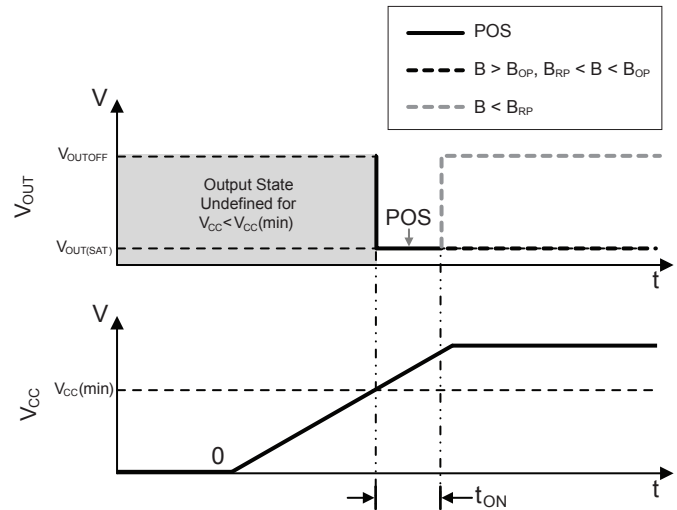 POS
B > BOP, BRP < B < BOP
B < BRP
V
VOUTOFF
Output State
Undefined for
VCC<VCC(min)
VOUT
POS
VOUT(SAT)
t
V
VCC(min)
VCC
0
t
tON